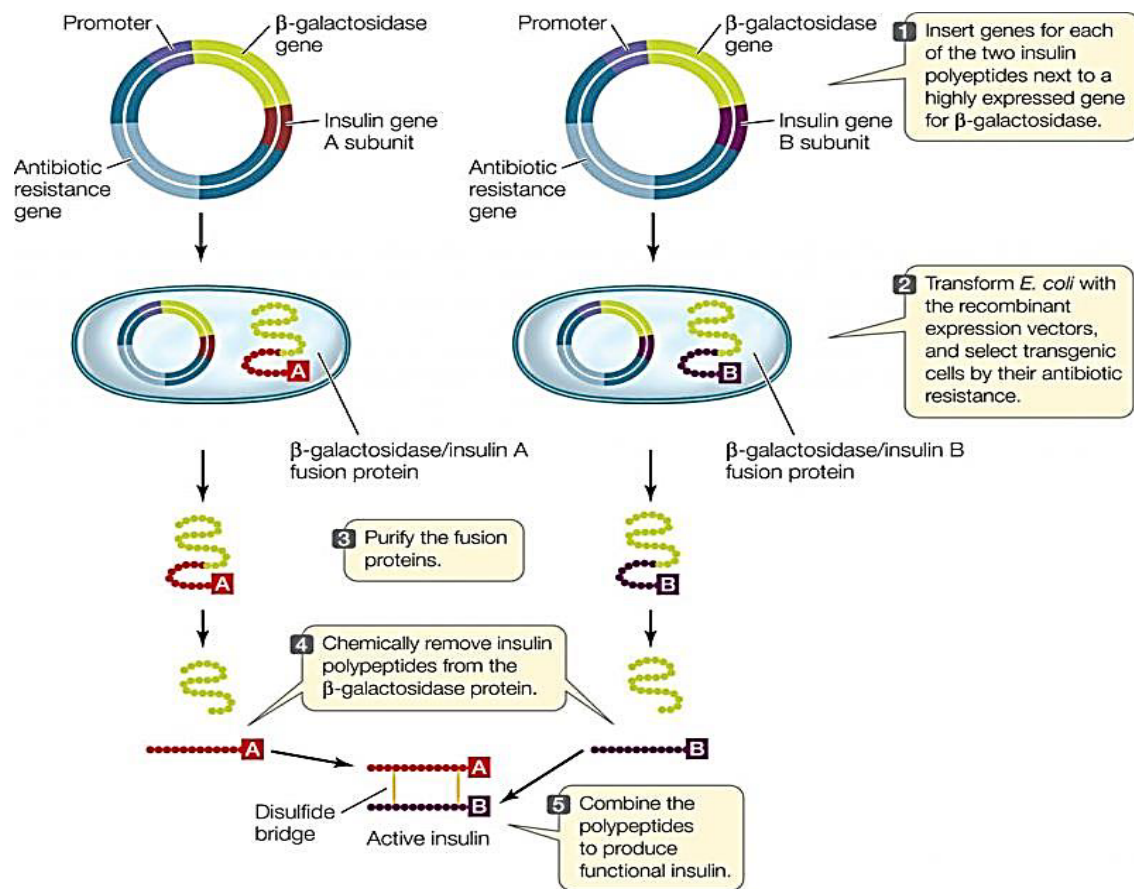 Promoter
β-galactosidase
gene
Insulin gene
A subunit
Antibiotic
resistance
gene
Promoter
β-galactosidase
gene
Insulin gene
B subunit
Antibiotic
resistance
gene
1 Insert genes for each
of the two insulin
polypeptides next to a
highly expressed gene
for β-galactosidase.
A
β-galactosidase/insulin A
fusion protein
B
β-galactosidase/insulin B
fusion protein
2 Transform E. coli with
the recombinant
expression vectors,
and select transgenic
cells by their antibiotic
resistance.
A
3 Purify the fusion
proteins.
B
4 Chemically remove insulin
polypeptides from the
β-galactosidase protein.
A
B
A
B
Disulfide
bridge
Active insulin
5 Combine the
polypeptides
to produce
functional insulin.